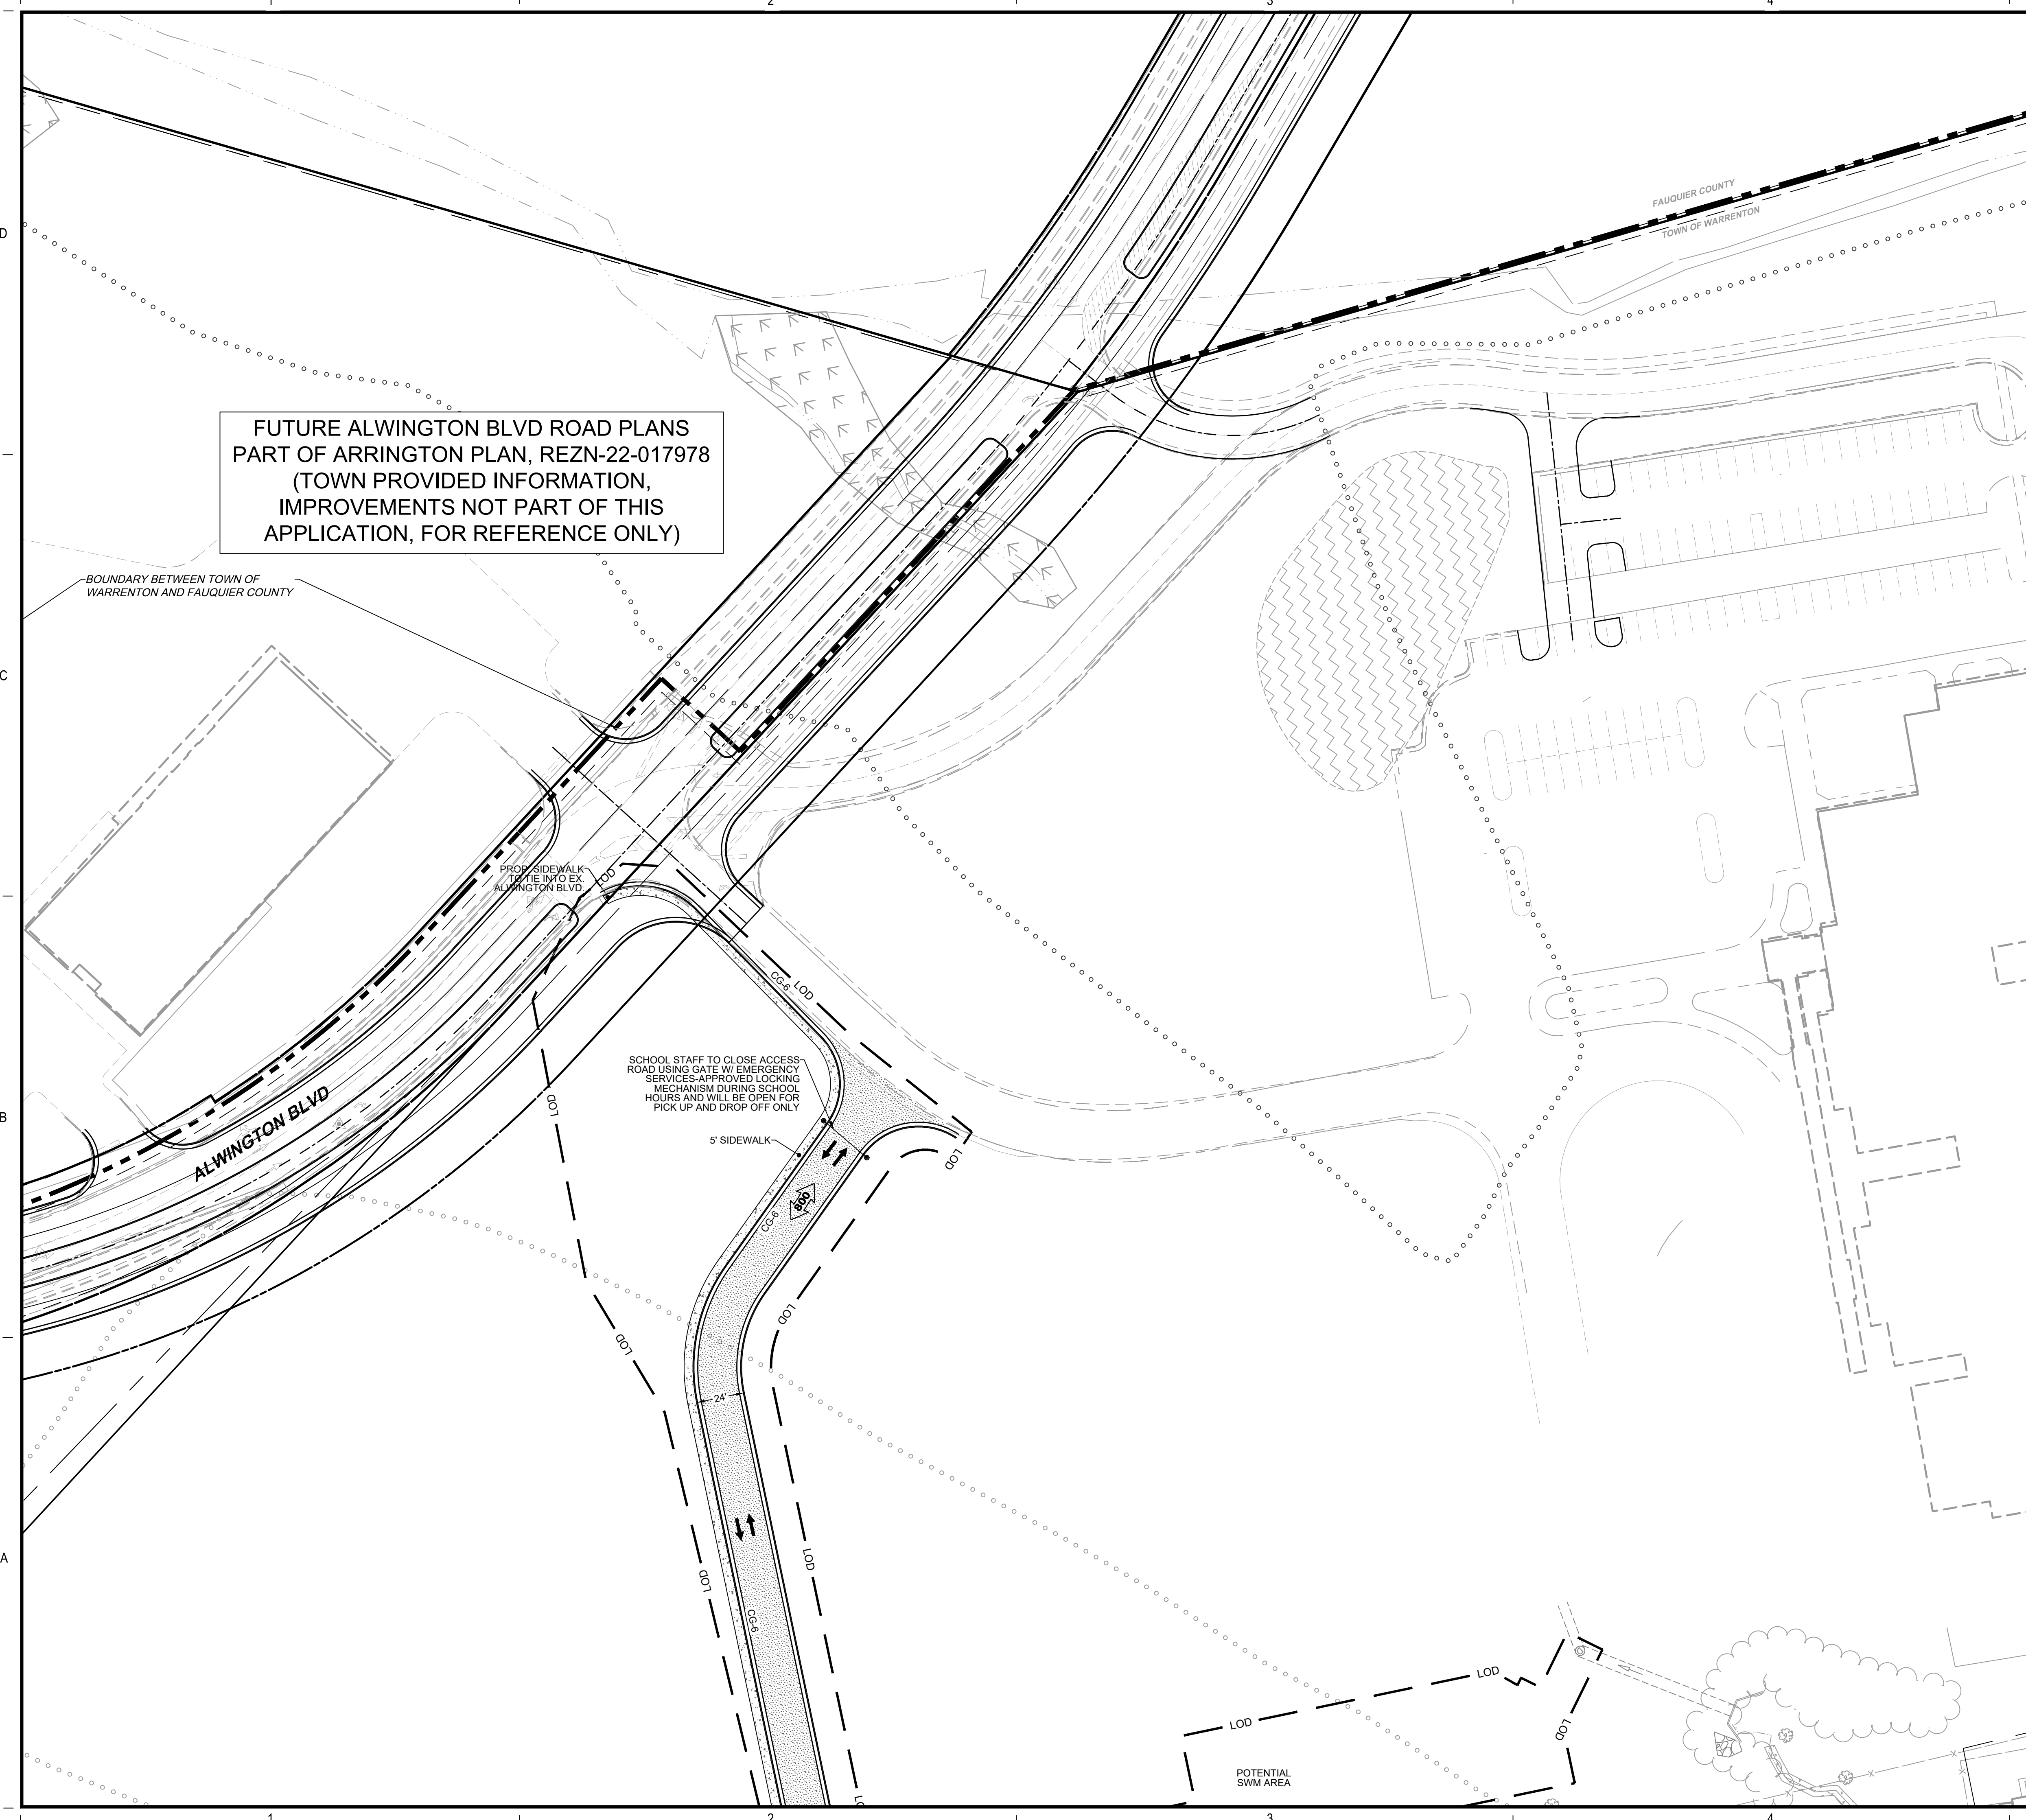 1
2
3
4
D
FAUQUIER COUNTY
TOWN OF WARRENTON
FUTURE ALWINGTON BLVD ROAD PLANS
PART OF ARRINGTON PLAN, REZN-22-017978
(TOWN PROVIDED INFORMATION,
IMPROVEMENTS NOT PART OF THIS
APPLICATION, FOR REFERENCE ONLY)
BOUNDARY BETWEEN TOWN OF
WARRENTON AND FAUQUIER COUNTY
C
PROP. SIDEWALK
TO TIE INTO EX.
ALWINGTON BLVD.
LOD
CG-6
LOD
SCHOOL STAFF TO CLOSE ACCESS
ROAD USING GATE W/ EMERGENCY
SERVICES-APPROVED LOCKING
MECHANISM DURING SCHOOL
HOURS AND WILL BE OPEN FOR
PICK UP AND DROP OFF ONLY
LOD
B
ALWINGTON BLVD
5' SIDEWALK
LOD
800
CG-6
LOD
LOD
24'
A
LOD
LOD
CG-6
LOD
LOD
LOD
POTENTIAL
SWM AREA
1
2
3
4